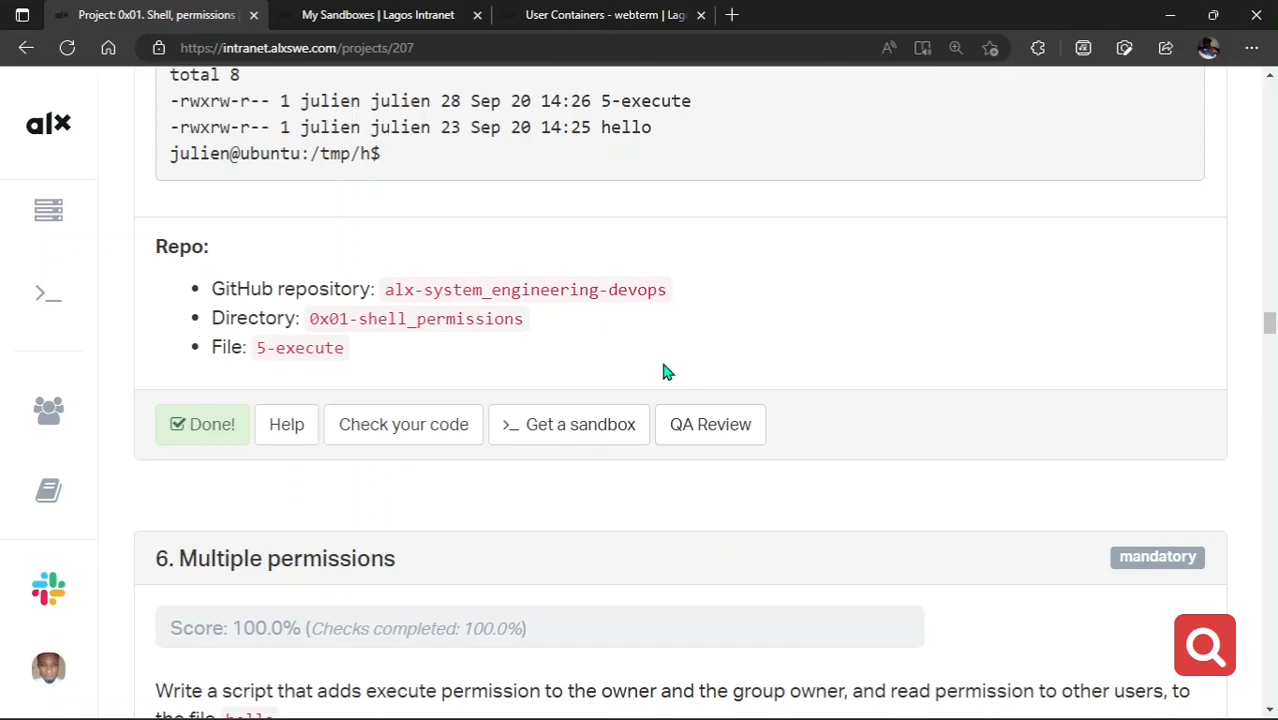 Project: 0x01. Shell, permissions
My Sandboxes | Lagos Intranet
User Containers - webterm | Lago
https://intranet.alxswe.com/projects/207
alx
total 8
-rwxrw-r-- 1 julien julien 28 Sep 20 14:26 5-execute
-rwxrw-r-- 1 julien julien 23 Sep 20 14:25 hello
julien@ubuntu:/tmp/h$
Repo:
GitHub repository: alx-system_engineering-devops
Directory: 0x01-shell_permissions
File: 5-execute
Done!
Help
Check your code
>_ Get a sandbox
QA Review
6. Multiple permissions
mandatory
Score: 100.0% (Checks completed: 100.0%)
Write a script that adds execute permission to the owner and the group owner, and read permission to other users, to
the file hello